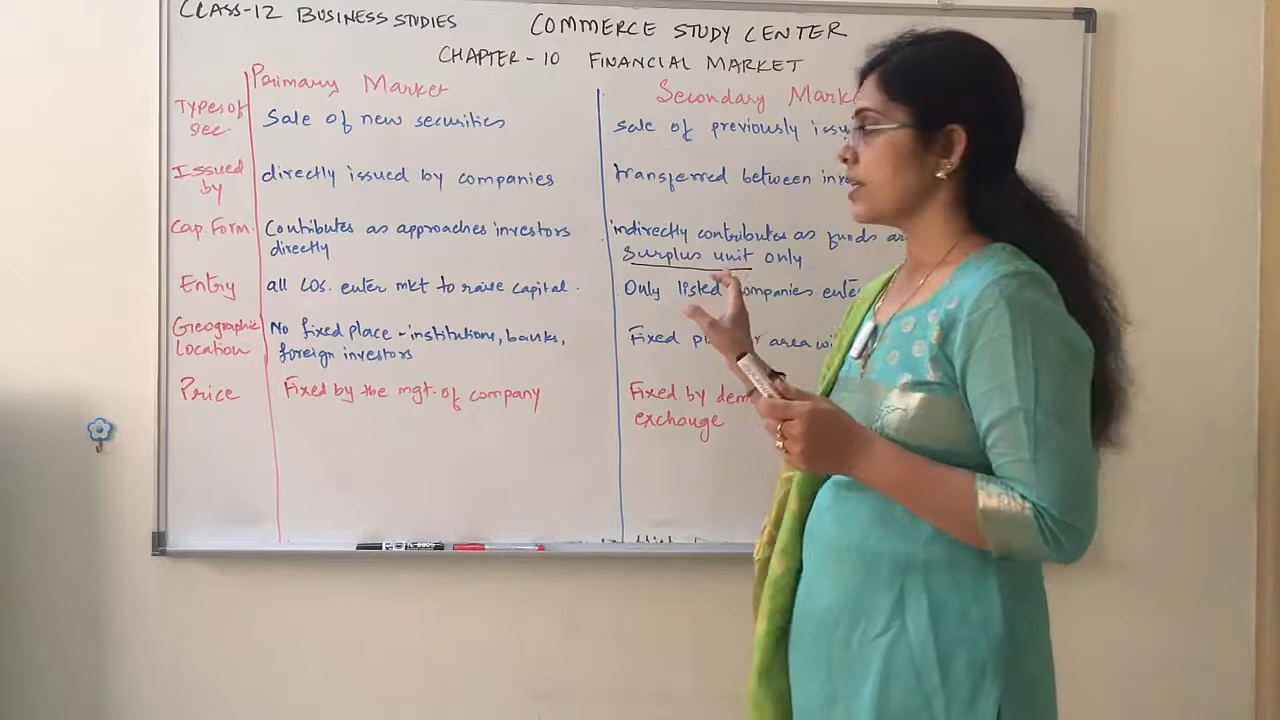 CLASS-12 BUSINESS STUDIES
COMMERCE STUDY CENTER
CHAPTER-10 FINANCIAL MARKET
Primary Market
Secondary
Types of
sec.
Sale of new securities
sale of previously
Issued
by
directly issued by companies
transferred between
Cap. Form.
Contributes as approaches investors
directly
indirectly contributes as funds
surplus unit only
Entry
all cos. enter mkt to raise capital.
Only listed companies
Geographic
Location
No fixed place - institutions, banks,
foreign investors
Fixed
area
Price
Fixed by the mgt. of company
Fixed by
exchange